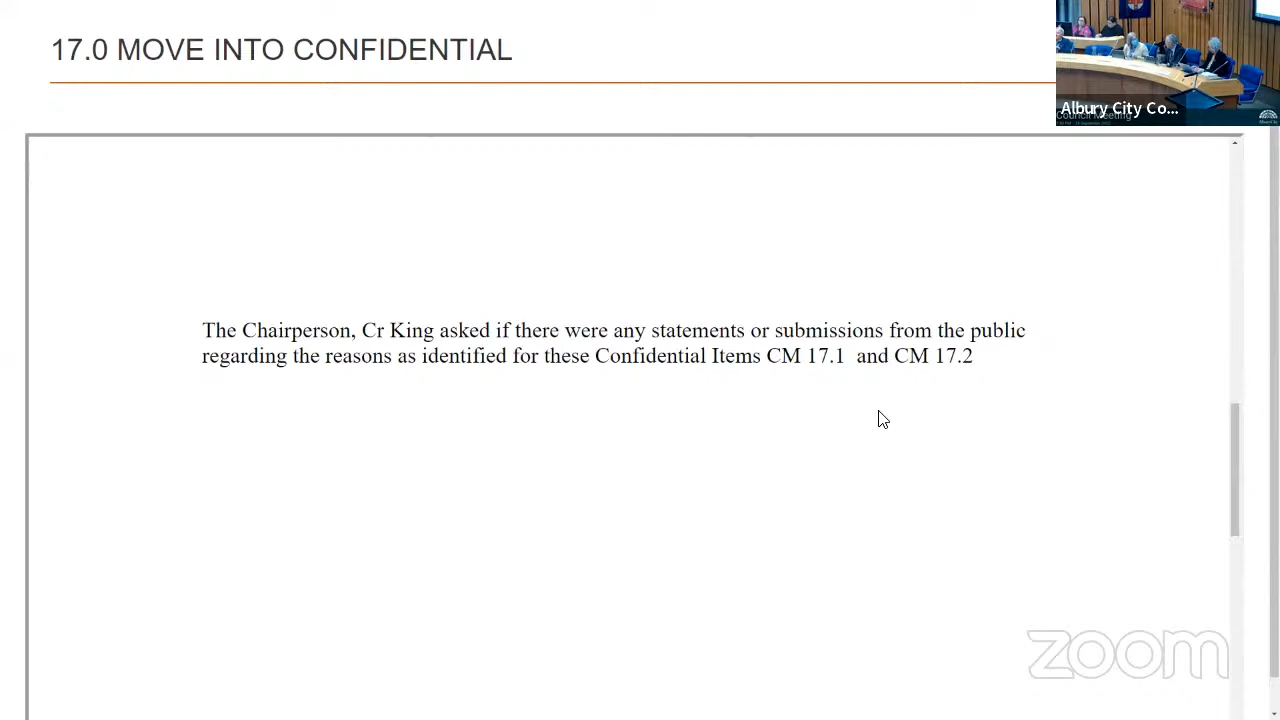 17.0 MOVE INTO CONFIDENTIAL
Albury City Co...
Council Meeting
The Chairperson, Cr King asked if there were any statements or submissions from the public
regarding the reasons as identified for these Confidential Items CM 17.1 and CM 17.2
zoom